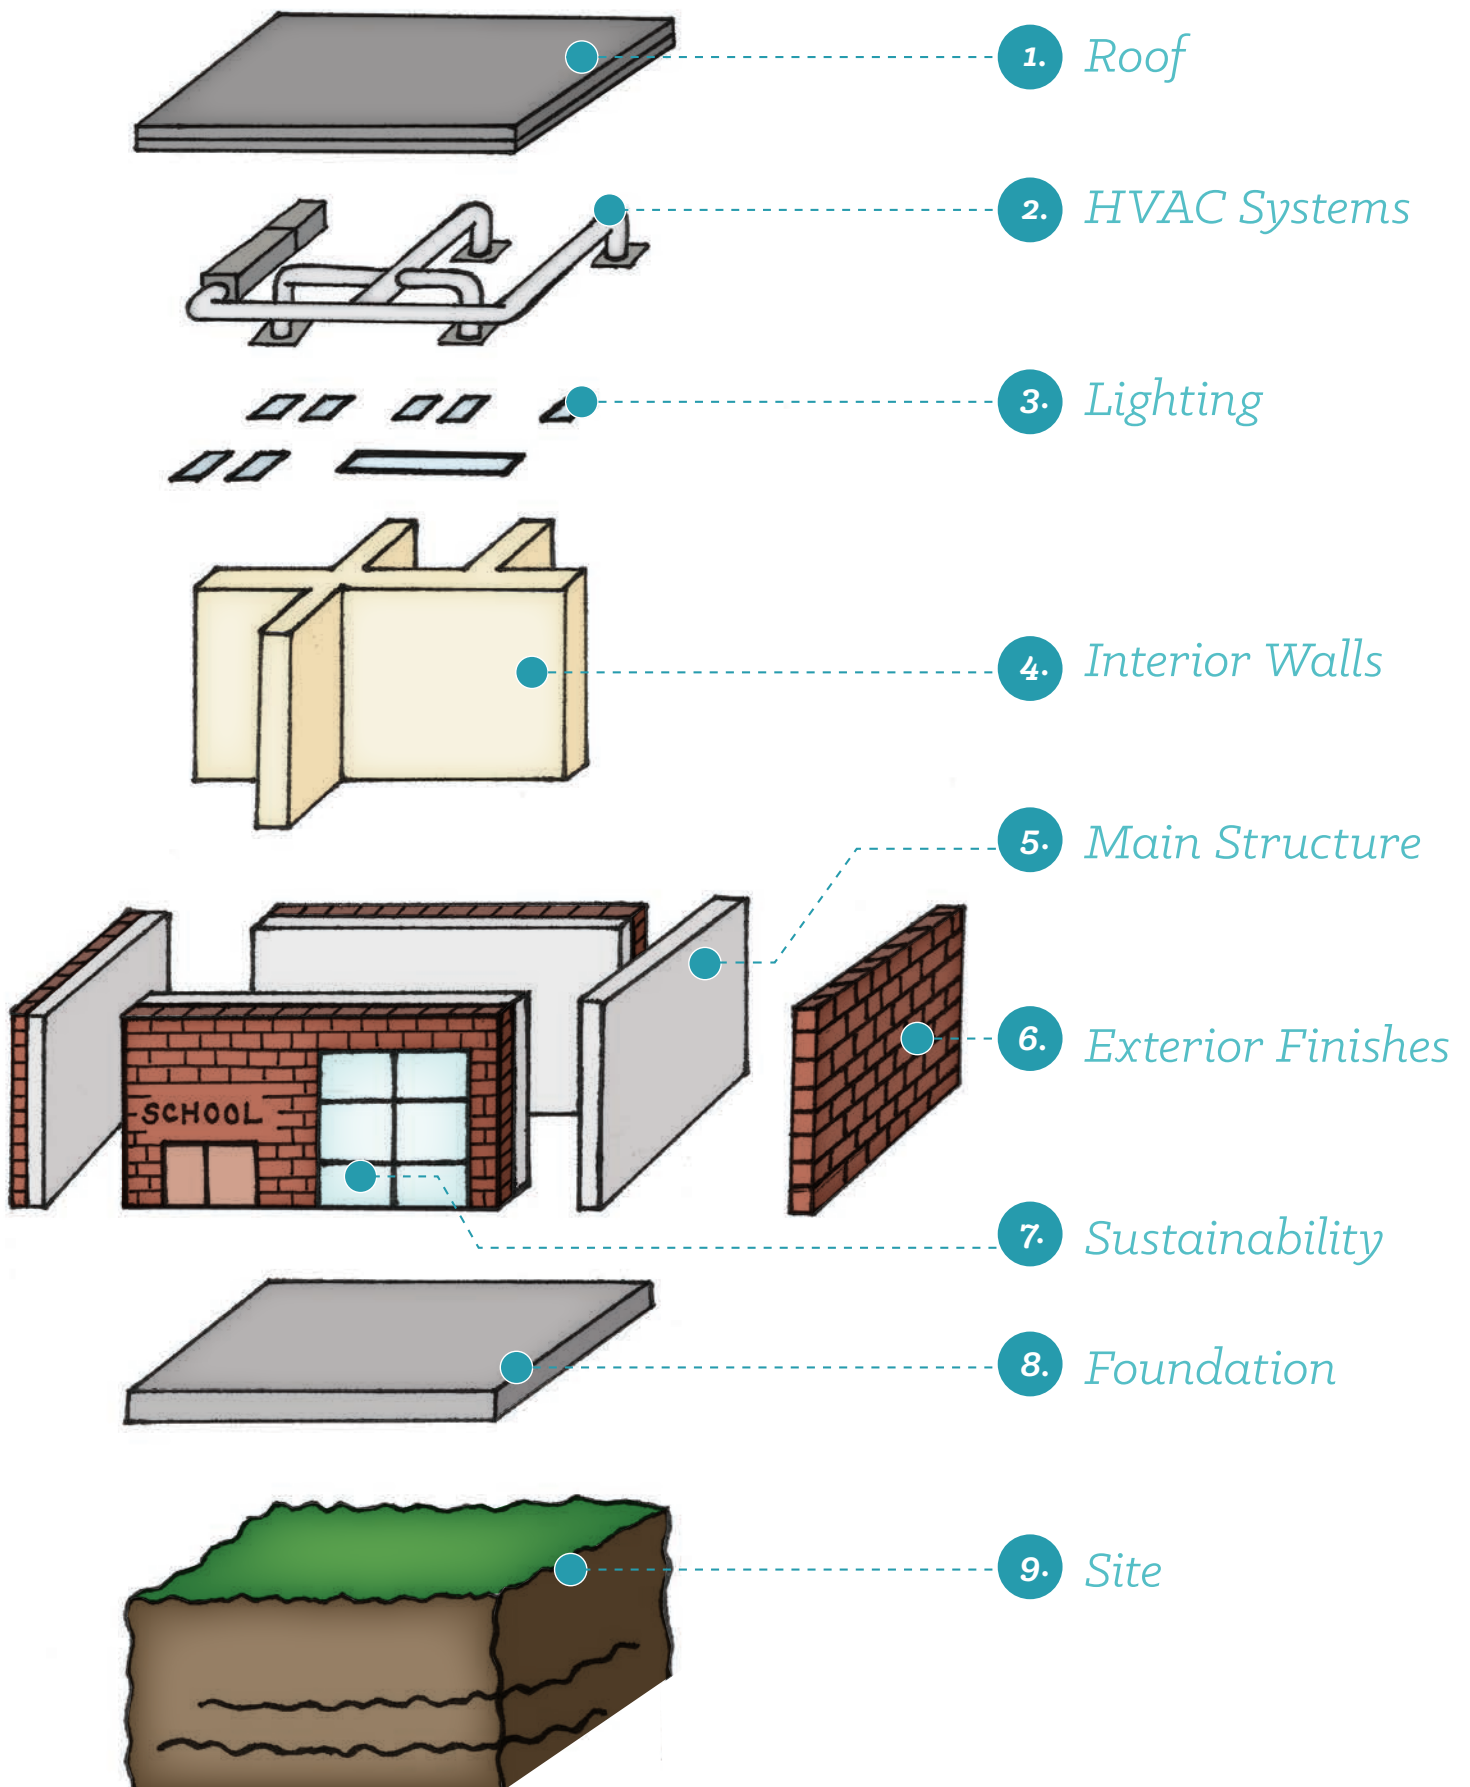 1. Roof
2. HVAC Systems
3. Lighting
4. Interior Walls
5. Main Structure
6. Exterior Finishes
SCHOOL
7. Sustainability
8. Foundation
9. Site